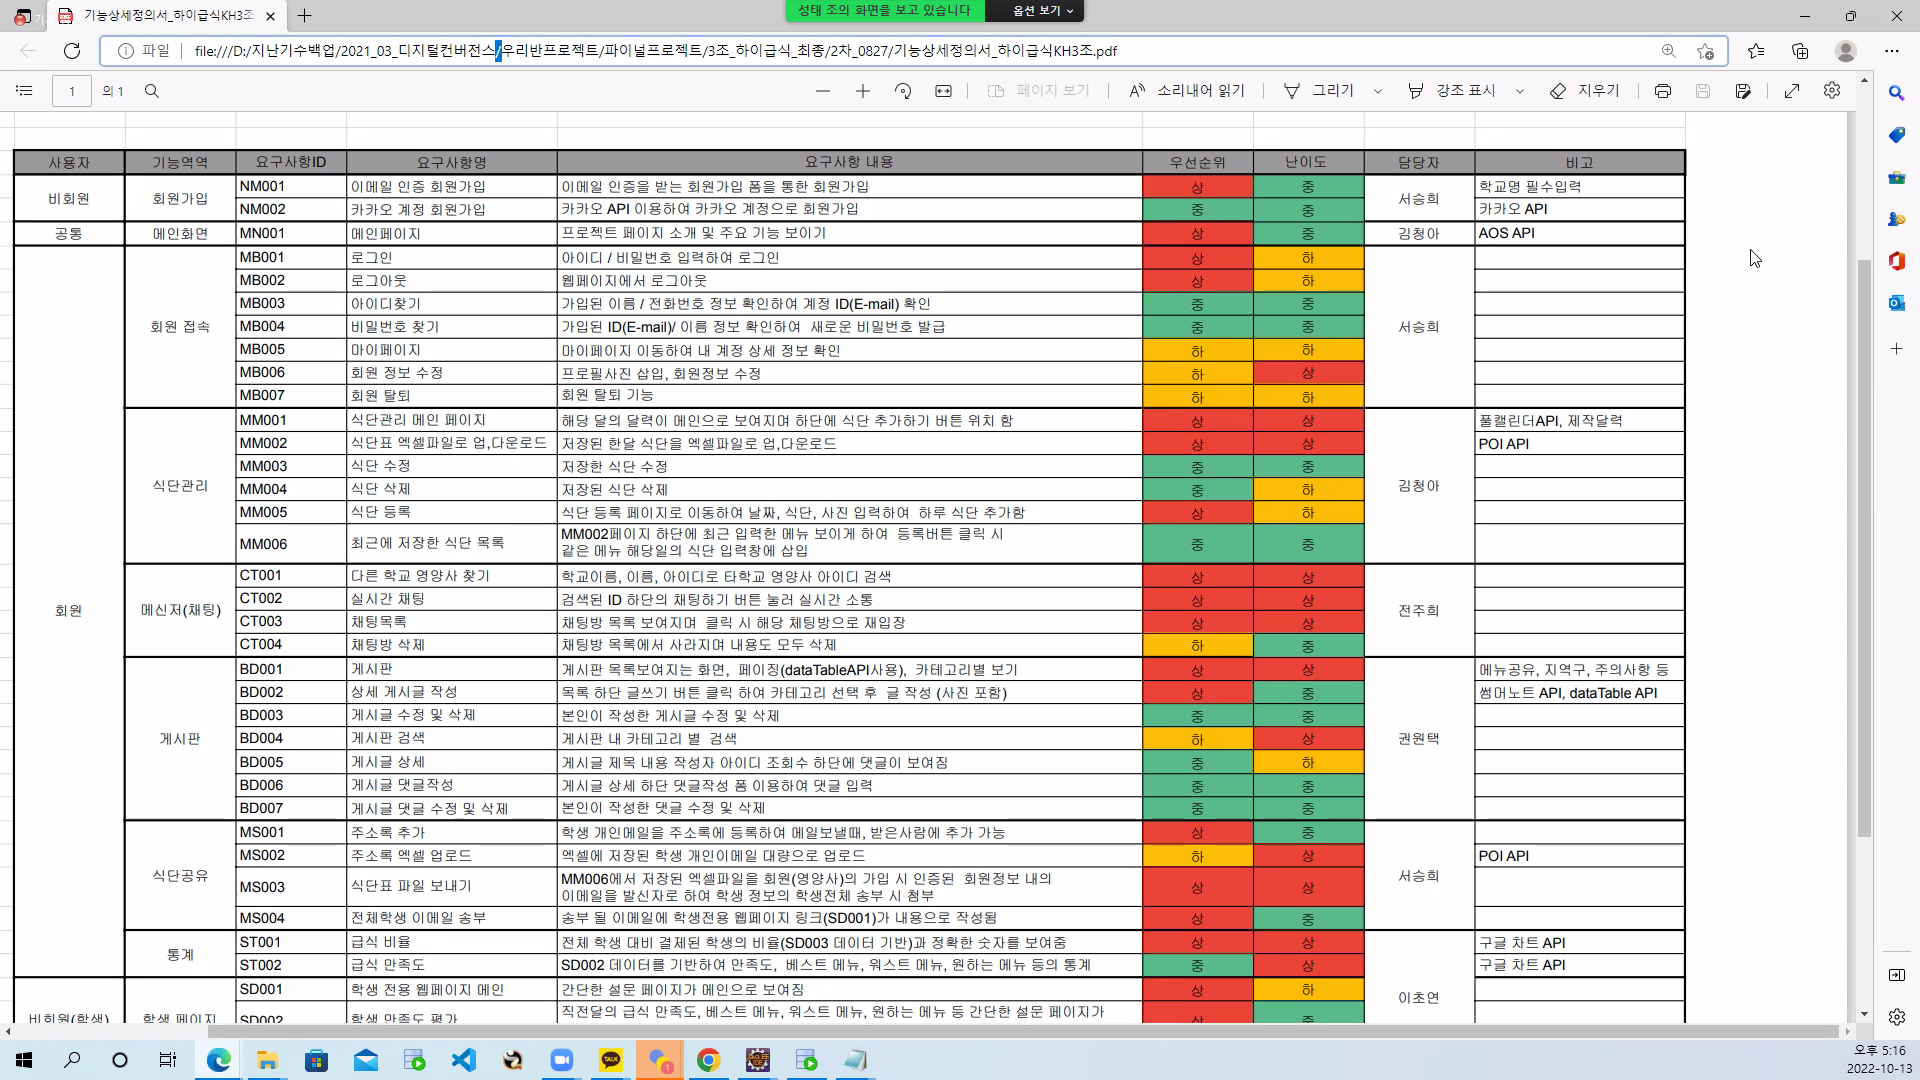 성태 조의 화면을 보고 있습니다
옵션 보기
기능상세정의서_하이급식KH3조
파일
file:///D:/지난기수백업/2021_03_디지털컨버전스/우리반프로젝트/파이널프로젝트/3조_하이급식_최종/2차_0827/기능상세정의서_하이급식KH3조.pdf
1 의 1
페이지 보기
소리내어 읽기
그리기
강조 표시
지우기
사용자 기능역역 요구사항ID 요구사항명 요구사항 내용 우선순위 난이도 담당자 비고
비회원 회원가입 NM001 이메일 인증 회원가입 이메일 인증을 받는 회원가입 폼을 통한 회원가입 상 중 서승희 학교명 필수입력
NM002 카카오 계정 회원가입 카카오 API 이용하여 카카오 계정으로 회원가입 중 중 카카오 API
공통 메인화면 MN001 메인페이지 프로젝트 페이지 소개 및 주요 기능 보이기 상 중 김청아 AOS API
회원 회원 접속 MB001 로그인 아이디 / 비밀번호 입력하여 로그인 상 하 서승희
MB002 로그아웃 웹페이지에서 로그아웃 상 하
MB003 아이디찾기 가입된 이름 / 전화번호 정보 확인하여 계정 ID(E-mail) 확인 중 중
MB004 비밀번호 찾기 가입된 ID(E-mail)/ 이름 정보 확인하여 새로운 비밀번호 발급 중 중
MB005 마이페이지 마이페이지 이동하여 내 계정 상세 정보 확인 하 하
MB006 회원 정보 수정 프로필사진 삽입, 회원정보 수정 하 상
MB007 회원 탈퇴 회원 탈퇴 기능 하 하
식단관리 MM001 식단관리 메인 페이지 해당 달의 달력이 메인으로 보여지며 하단에 식단 추가하기 버튼 위치 함 상 상 김청아 풀캘린더API, 제작달력
MM002 식단표 엑셀파일로 업,다운로드 저장된 한달 식단을 엑셀파일로 업,다운로드 상 상 POI API
MM003 식단 수정 저장한 식단 수정 중 중
MM004 식단 삭제 저장된 식단 삭제 중 하
MM005 식단 등록 식단 등록 페이지로 이동하여 날짜, 식단, 사진 입력하여 하루 식단 추가함 상 하
MM006 최근에 저장한 식단 목록 MM002페이지 하단에 최근 입력한 메뉴 보이게 하여 등록버튼 클릭 시
같은 메뉴 해당일의 식단 입력창에 삽입 중 중
메신저(채팅) CT001 다른 학교 영양사 찾기 학교이름, 이름, 아이디로 타학교 영양사 아이디 검색 상 상 전주희
CT002 실시간 채팅 검색된 ID 하단의 채팅하기 버튼 눌러 실시간 소통 상 상
CT003 채팅목록 채팅방 목록 보여지며 클릭 시 해당 체팅방으로 재입장 상 상
CT004 채팅방 삭제 채팅방 목록에서 사라지며 내용도 모두 삭제 하 중
게시판 BD001 게시판 게시판 목록보여지는 화면, 페이징(dataTableAPI사용), 카테고리별 보기 상 상 권원택 메뉴공유, 지역구, 주의사항 등
BD002 상세 게시글 작성 목록 하단 글쓰기 버튼 클릭 하여 카테고리 선택 후 글 작성 (사진 포함) 상 중 썸머노트 API, dataTable API
BD003 게시글 수정 및 삭제 본인이 작성한 게시글 수정 및 삭제 중 중
BD004 게시판 검색 게시판 내 카테고리 별 검색 하 상
BD005 게시글 상세 게시글 제목 내용 작성자 아이디 조회수 하단에 댓글이 보여짐 중 하
BD006 게시글 댓글작성 게시글 상세 하단 댓글작성 폼 이용하여 댓글 입력 중 중
BD007 게시글 댓글 수정 및 삭제 본인이 작성한 댓글 수정 및 삭제 중 중
식단공유 MS001 주소록 추가 학생 개인메일을 주소록에 등록하여 메일보낼때, 받은사람에 추가 가능 상 중 서승희
MS002 주소록 엑셀 업로드 엑셀에 저장된 학생 개인이메일 대량으로 업로드 하 상 POI API
MS003 식단표 파일 보내기 MM006에서 저장된 엑셀파일을 회원(영양사)의 가입 시 인증된 회원정보 내의
이메일을 발신자로 하여 학생 정보의 학생전체 송부 시 첨부 상 상
MS004 전체학생 이메일 송부 송부 될 이메일에 학생전용 웹페이지 링크(SD001)가 내용으로 작성됨 상 중
통계 ST001 급식 비율 전체 학생 대비 결제된 학생의 비율(SD003 데이터 기반)과 정확한 숫자를 보여줌 상 상 이초연 구글 차트 API
ST002 급식 만족도 SD002 데이터를 기반하여 만족도, 베스트 메뉴, 워스트 메뉴, 원하는 메뉴 등의 통계 중 상 구글 차트 API
비회원(학생) 학생 페이지 SD001 학생 전용 웹페이지 메인 간단한 설문 페이지가 메인으로 보여짐 상 하
SD002 학생 만족도 평가 직전달의 급식 만족도, 베스트 메뉴, 워스트 메뉴, 원하는 메뉴 등 간단한 설문 페이지가 상 중
TALK
1
오후 5:16
2022-10-13